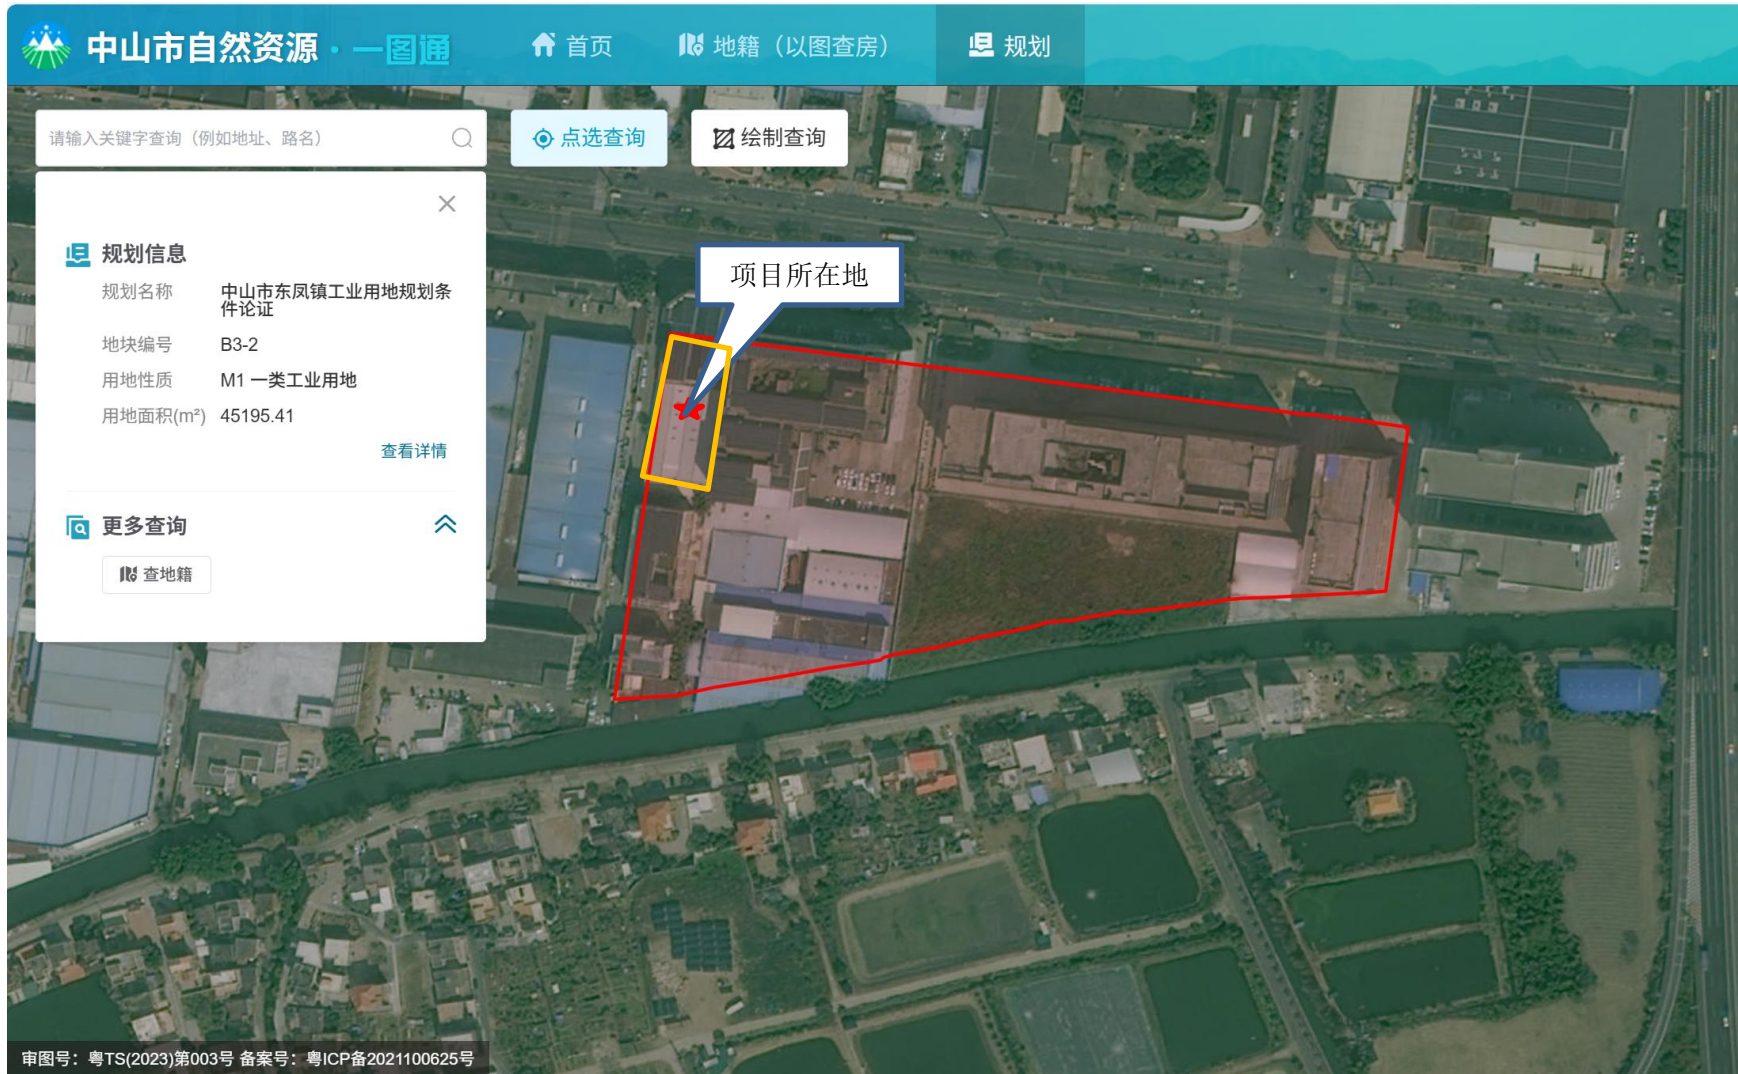 中山市自然资源·一图通
首页
地籍（以图查房）
规划
请输入关键字查询（例如地址、路名）
点选查询
绘制查询
规划信息
规划名称 中山市东凤镇工业用地规划条
件论证
地块编号 B3-2
用地性质 M1 一类工业用地
用地面积(m²) 45195.41
查看详情
更多查询
查地籍
项目所在地
审图号：粤TS(2023)第003号 备案号：粤ICP备2021100625号